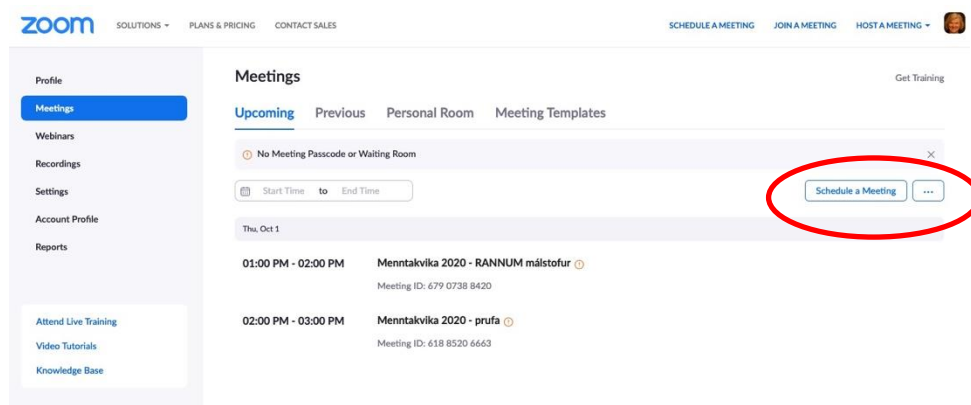 zoom SOLUTIONS PLANS & PRICING CONTACT SALES SCHEDULE A MEETING JOIN A MEETING HOST A MEETING
Profile
Meetings
Webinars
Recordings
Settings
Account Profile
Reports
Attend Live Training
Video Tutorials
Knowledge Base
Meetings
Get Training
Upcoming Previous Personal Room Meeting Templates
No Meeting Passcode or Waiting Room
Start Time to End Time
Schedule a Meeting ...
Thu, Oct 1
01:00 PM - 02:00 PM Menntakvika 2020 - RANNUM málstofur
Meeting ID: 679 0738 8420
02:00 PM - 03:00 PM Menntakvika 2020 - prufa
Meeting ID: 618 8520 6663